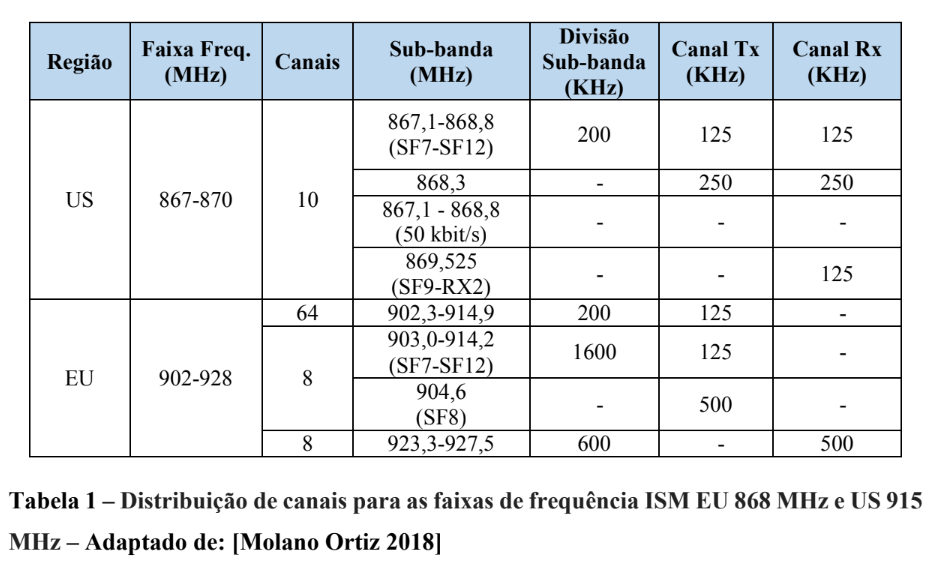 Região Faixa Freq. (MHz) Canais Sub-banda (MHz) Divisão Sub-banda (KHz) Canal Tx (KHz) Canal Rx (KHz)
US 867-870 10 867,1-868,8 (SF7-SF12) 200 125 125
868,3 - 250 250
867,1 - 868,8 (50 kbit/s) - - -
869,525 (SF9-RX2) - - 125
EU 902-928 64 902,3-914,9 200 125 -
8 903,0-914,2 (SF7-SF12) 1600 125 -
904,6 (SF8) - 500 -
8 923,3-927,5 600 - 500
Tabela 1 – Distribuição de canais para as faixas de frequência ISM EU 868 MHz e US 915
MHz – Adaptado de: [Molano Ortiz 2018]